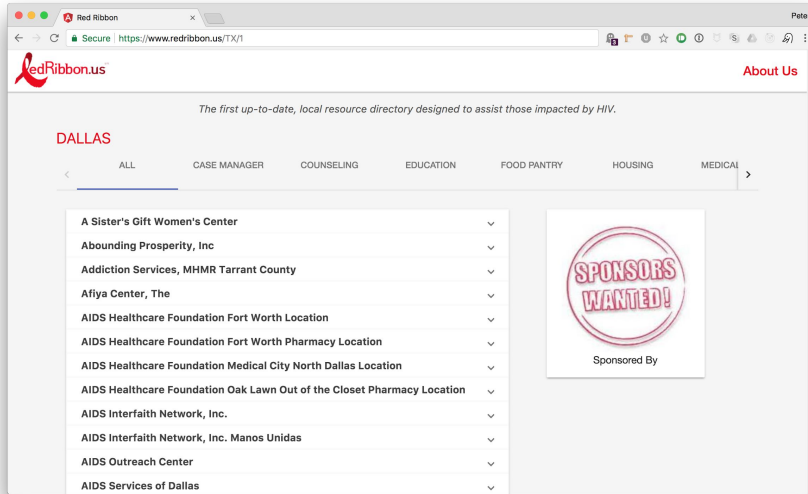 Red Ribbon
Pete
Secure https://www.redribbon.us/TX/1
RedRibbon.us
About Us
The first up-to-date, local resource directory designed to assist those impacted by HIV.
DALLAS
ALL CASE MANAGER COUNSELING EDUCATION FOOD PANTRY HOUSING MEDICAL
A Sister's Gift Women's Center
Abounding Prosperity, Inc
Addiction Services, MHMR Tarrant County
Afiya Center, The
AIDS Healthcare Foundation Fort Worth Location
AIDS Healthcare Foundation Fort Worth Pharmacy Location
AIDS Healthcare Foundation Medical City North Dallas Location
AIDS Healthcare Foundation Oak Lawn Out of the Closet Pharmacy Location
AIDS Interfaith Network, Inc.
AIDS Interfaith Network, Inc. Manos Unidas
AIDS Outreach Center
AIDS Services of Dallas
SPONSORS
WANTED!
Sponsored By